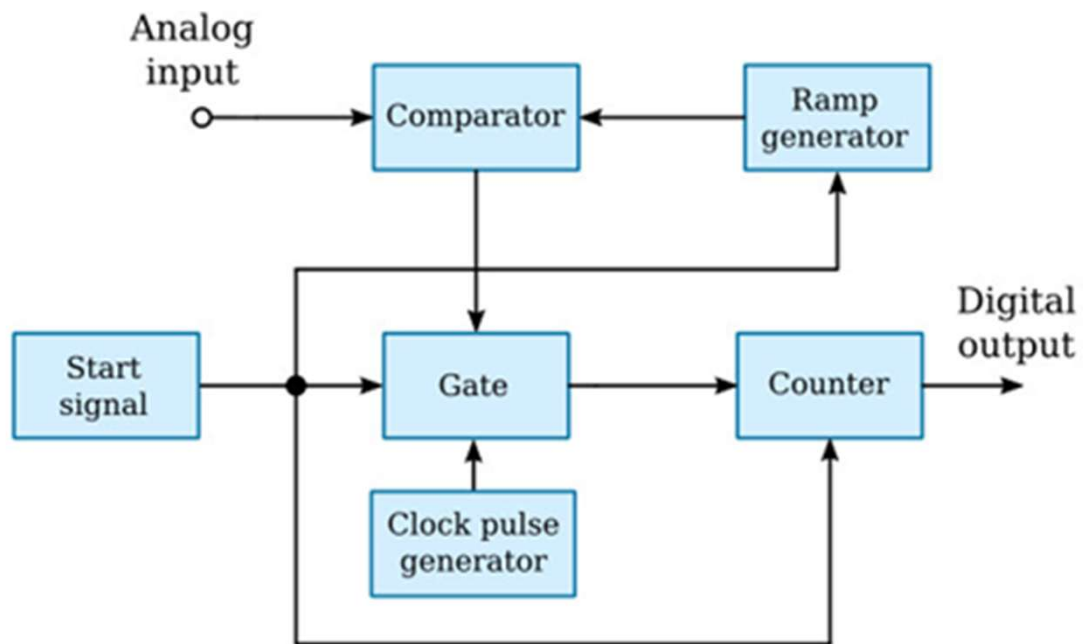 Analog
input
Comparator
Ramp
generator
Start
signal
Gate
Counter
Digital
output
Clock pulse
generator